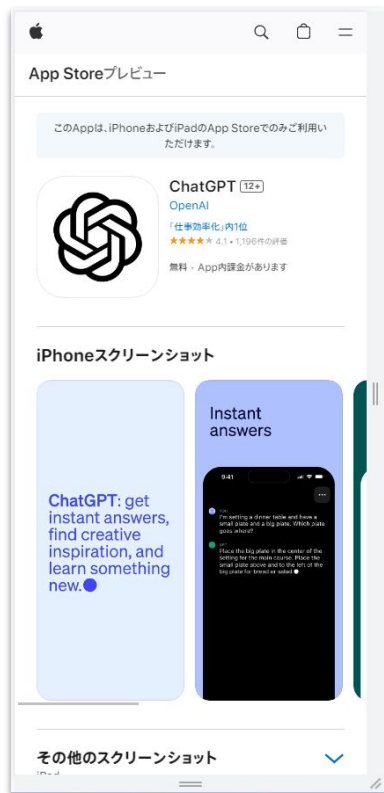 App Storeプレビュー
このAppは、iPhoneおよびiPadのApp Storeでのみご利用い
ただけます。
ChatGPT 12+
OpenAI
「仕事効率化」内1位
★★★★★ 4.1 • 1,196件の評価
無料 · App内課金があります
iPhoneスクリーンショット
ChatGPT: get
instant answers,
find creative
inspiration, and
learn something
new.
Instant
answers
9:41
YOU
I'm setting a dinner table and have a
small plate and a big plate. Which plate
goes where?
GPT
Place the big plate in the center of the
setting for the main course. Place the
small plate above and to the left of the
big plate for bread or salad
その他のスクリーンショット
iPad